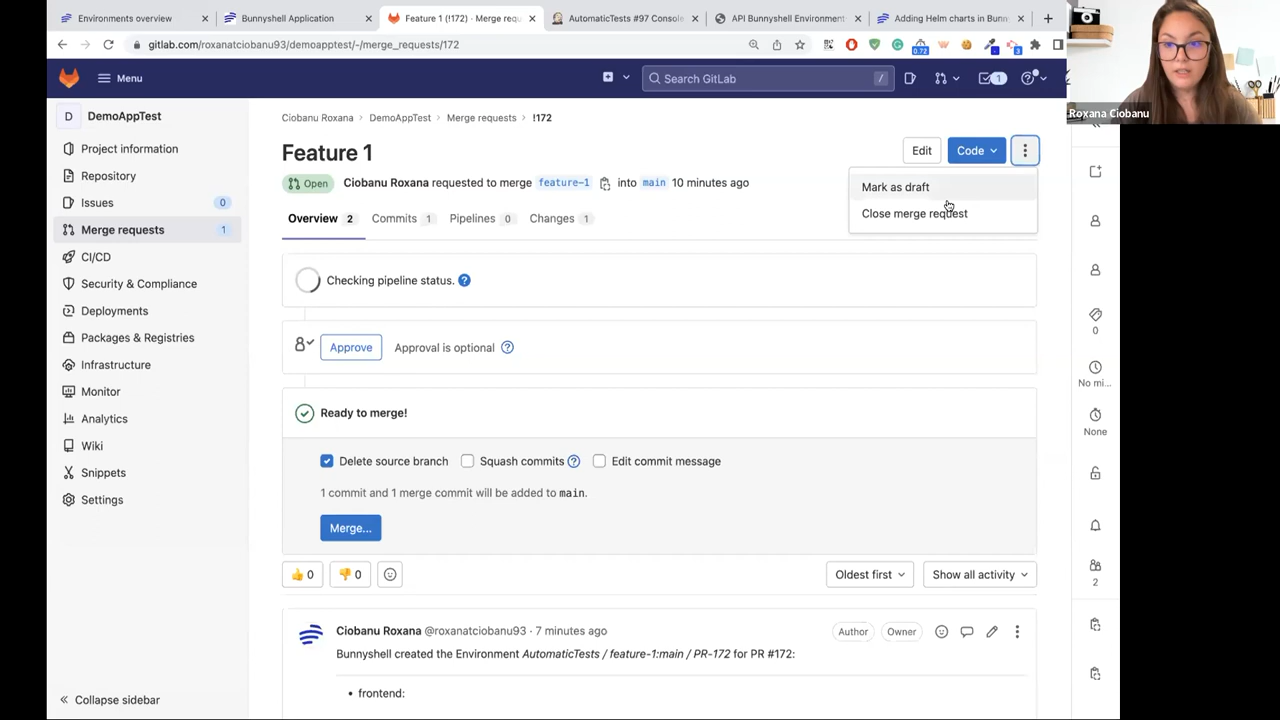 Environments overview
Bunnyshell Application
Feature 1 (!172) · Merge requ
AutomaticTests #97 Console
API Bunnyshell Environment
Adding Helm charts in Bunn
gitlab.com/roxanatciobanu93/demoapptest/-/merge_requests/172
0.72
3
Menu
Search GitLab
/
1
Roxana Ciobanu
D DemoAppTest
Project information
Repository
Issues 0
Merge requests 1
CI/CD
Security & Compliance
Deployments
Packages & Registries
Infrastructure
Monitor
Analytics
Wiki
Snippets
Settings
Collapse sidebar
Ciobanu Roxana > DemoAppTest > Merge requests > !172
Feature 1
Edit
Code
Open Ciobanu Roxana requested to merge feature-1 into main 10 minutes ago
Mark as draft
Close merge request
Overview 2 Commits 1 Pipelines 0 Changes 1
Checking pipeline status. ?
Approve Approval is optional ?
Ready to merge!
Delete source branch Squash commits ? Edit commit message
1 commit and 1 merge commit will be added to main.
Merge...
👍 0 👎 0
Oldest first
Show all activity
Ciobanu Roxana @roxanatciobanu93 · 7 minutes ago
Author
Owner
Bunnyshell created the Environment AutomaticTests / feature-1:main / PR-172 for PR #172:
• frontend:
0
No mi...
None
2